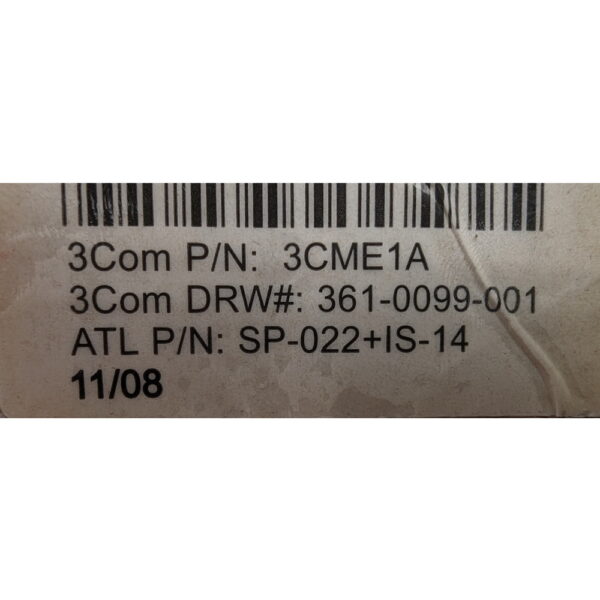 3Com P/N: 3CME1A
3Com DRW#: 361-0099-001
ATL P/N: SP-022+IS-14
11/08